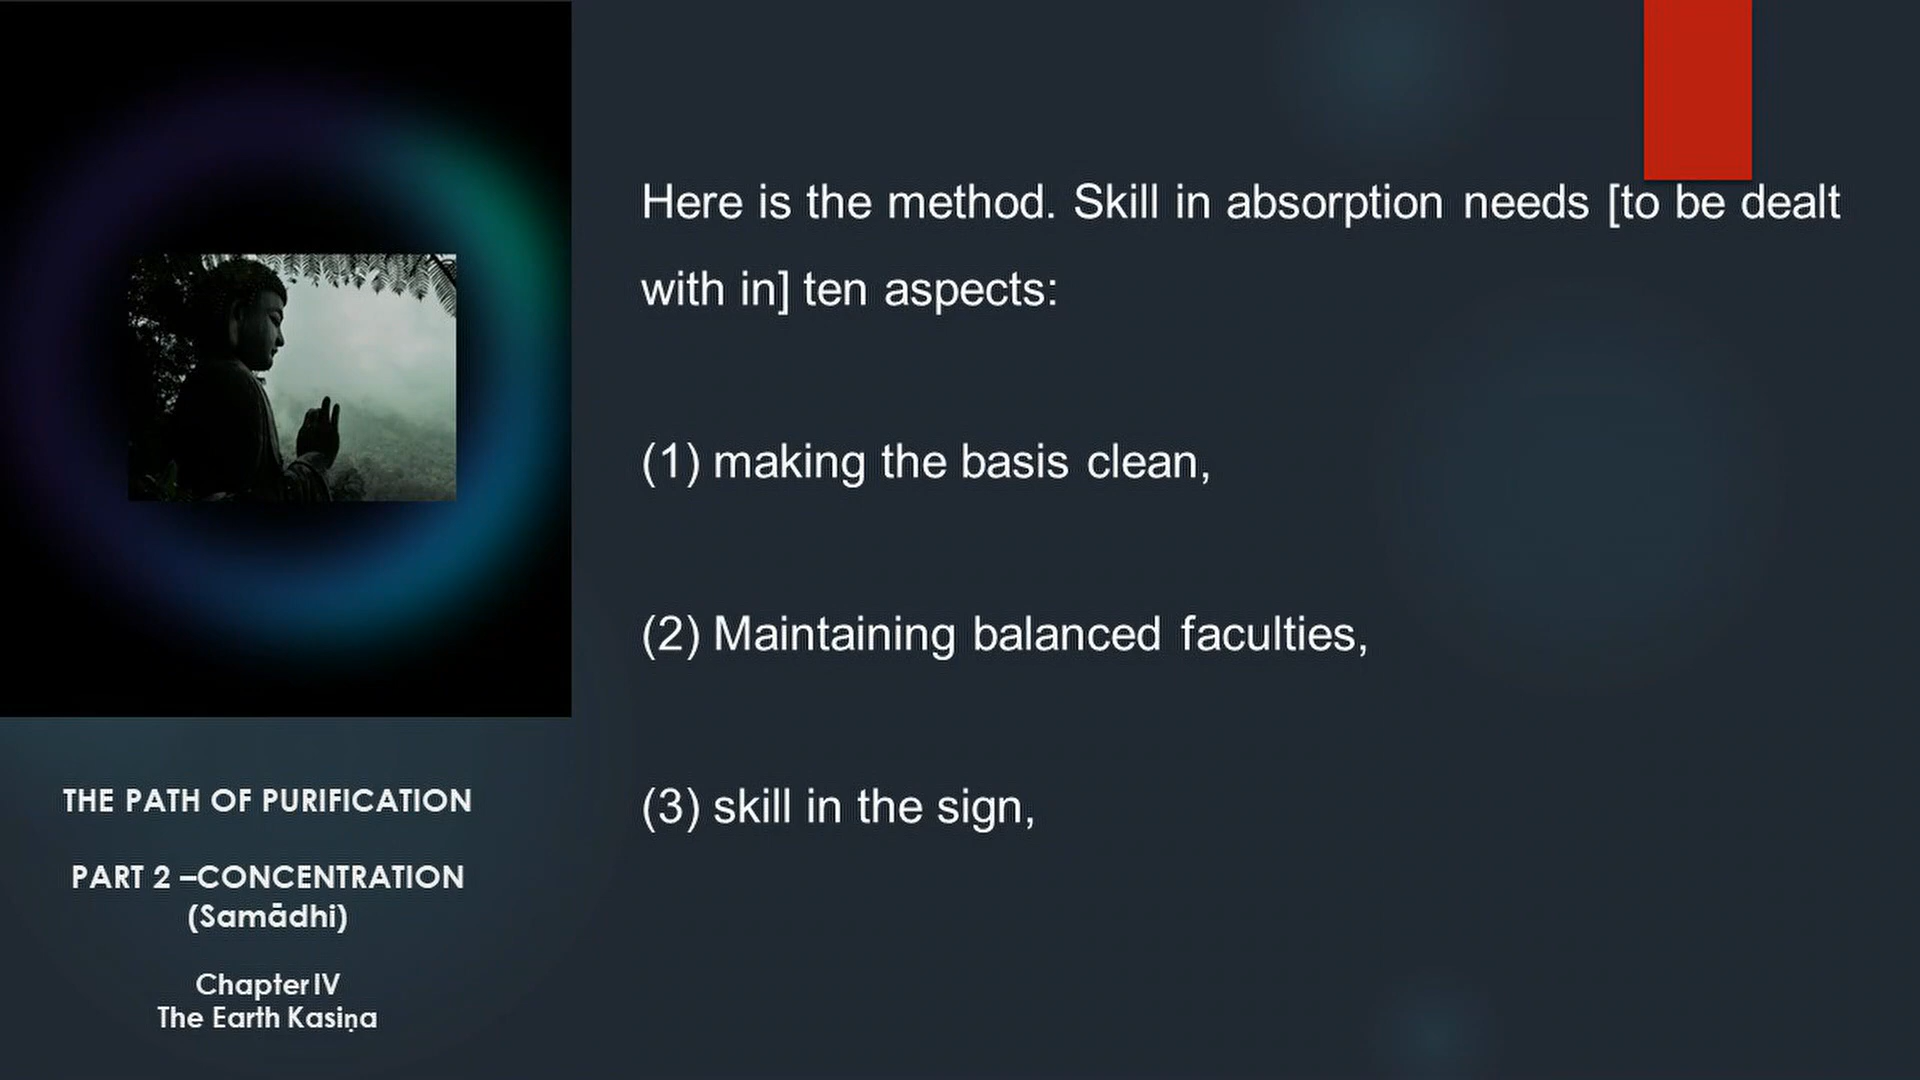 Here is the method. Skill in absorption needs [to be dealt
with in] ten aspects:
(1) making the basis clean,
(2) Maintaining balanced faculties,
(3) skill in the sign,
THE PATH OF PURIFICATION
PART 2 –CONCENTRATION
(Samādhi)
Chapter IV
The Earth Kasiṇa